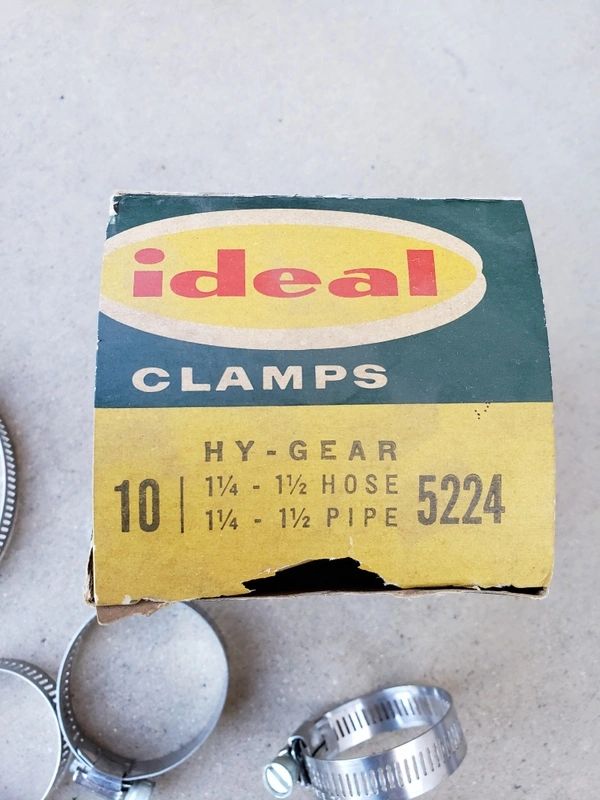 ideal
CLAMPS
HY-GEAR
10 | 1¼ - 1½ HOSE 5224
1¼ - 1½ PIPE